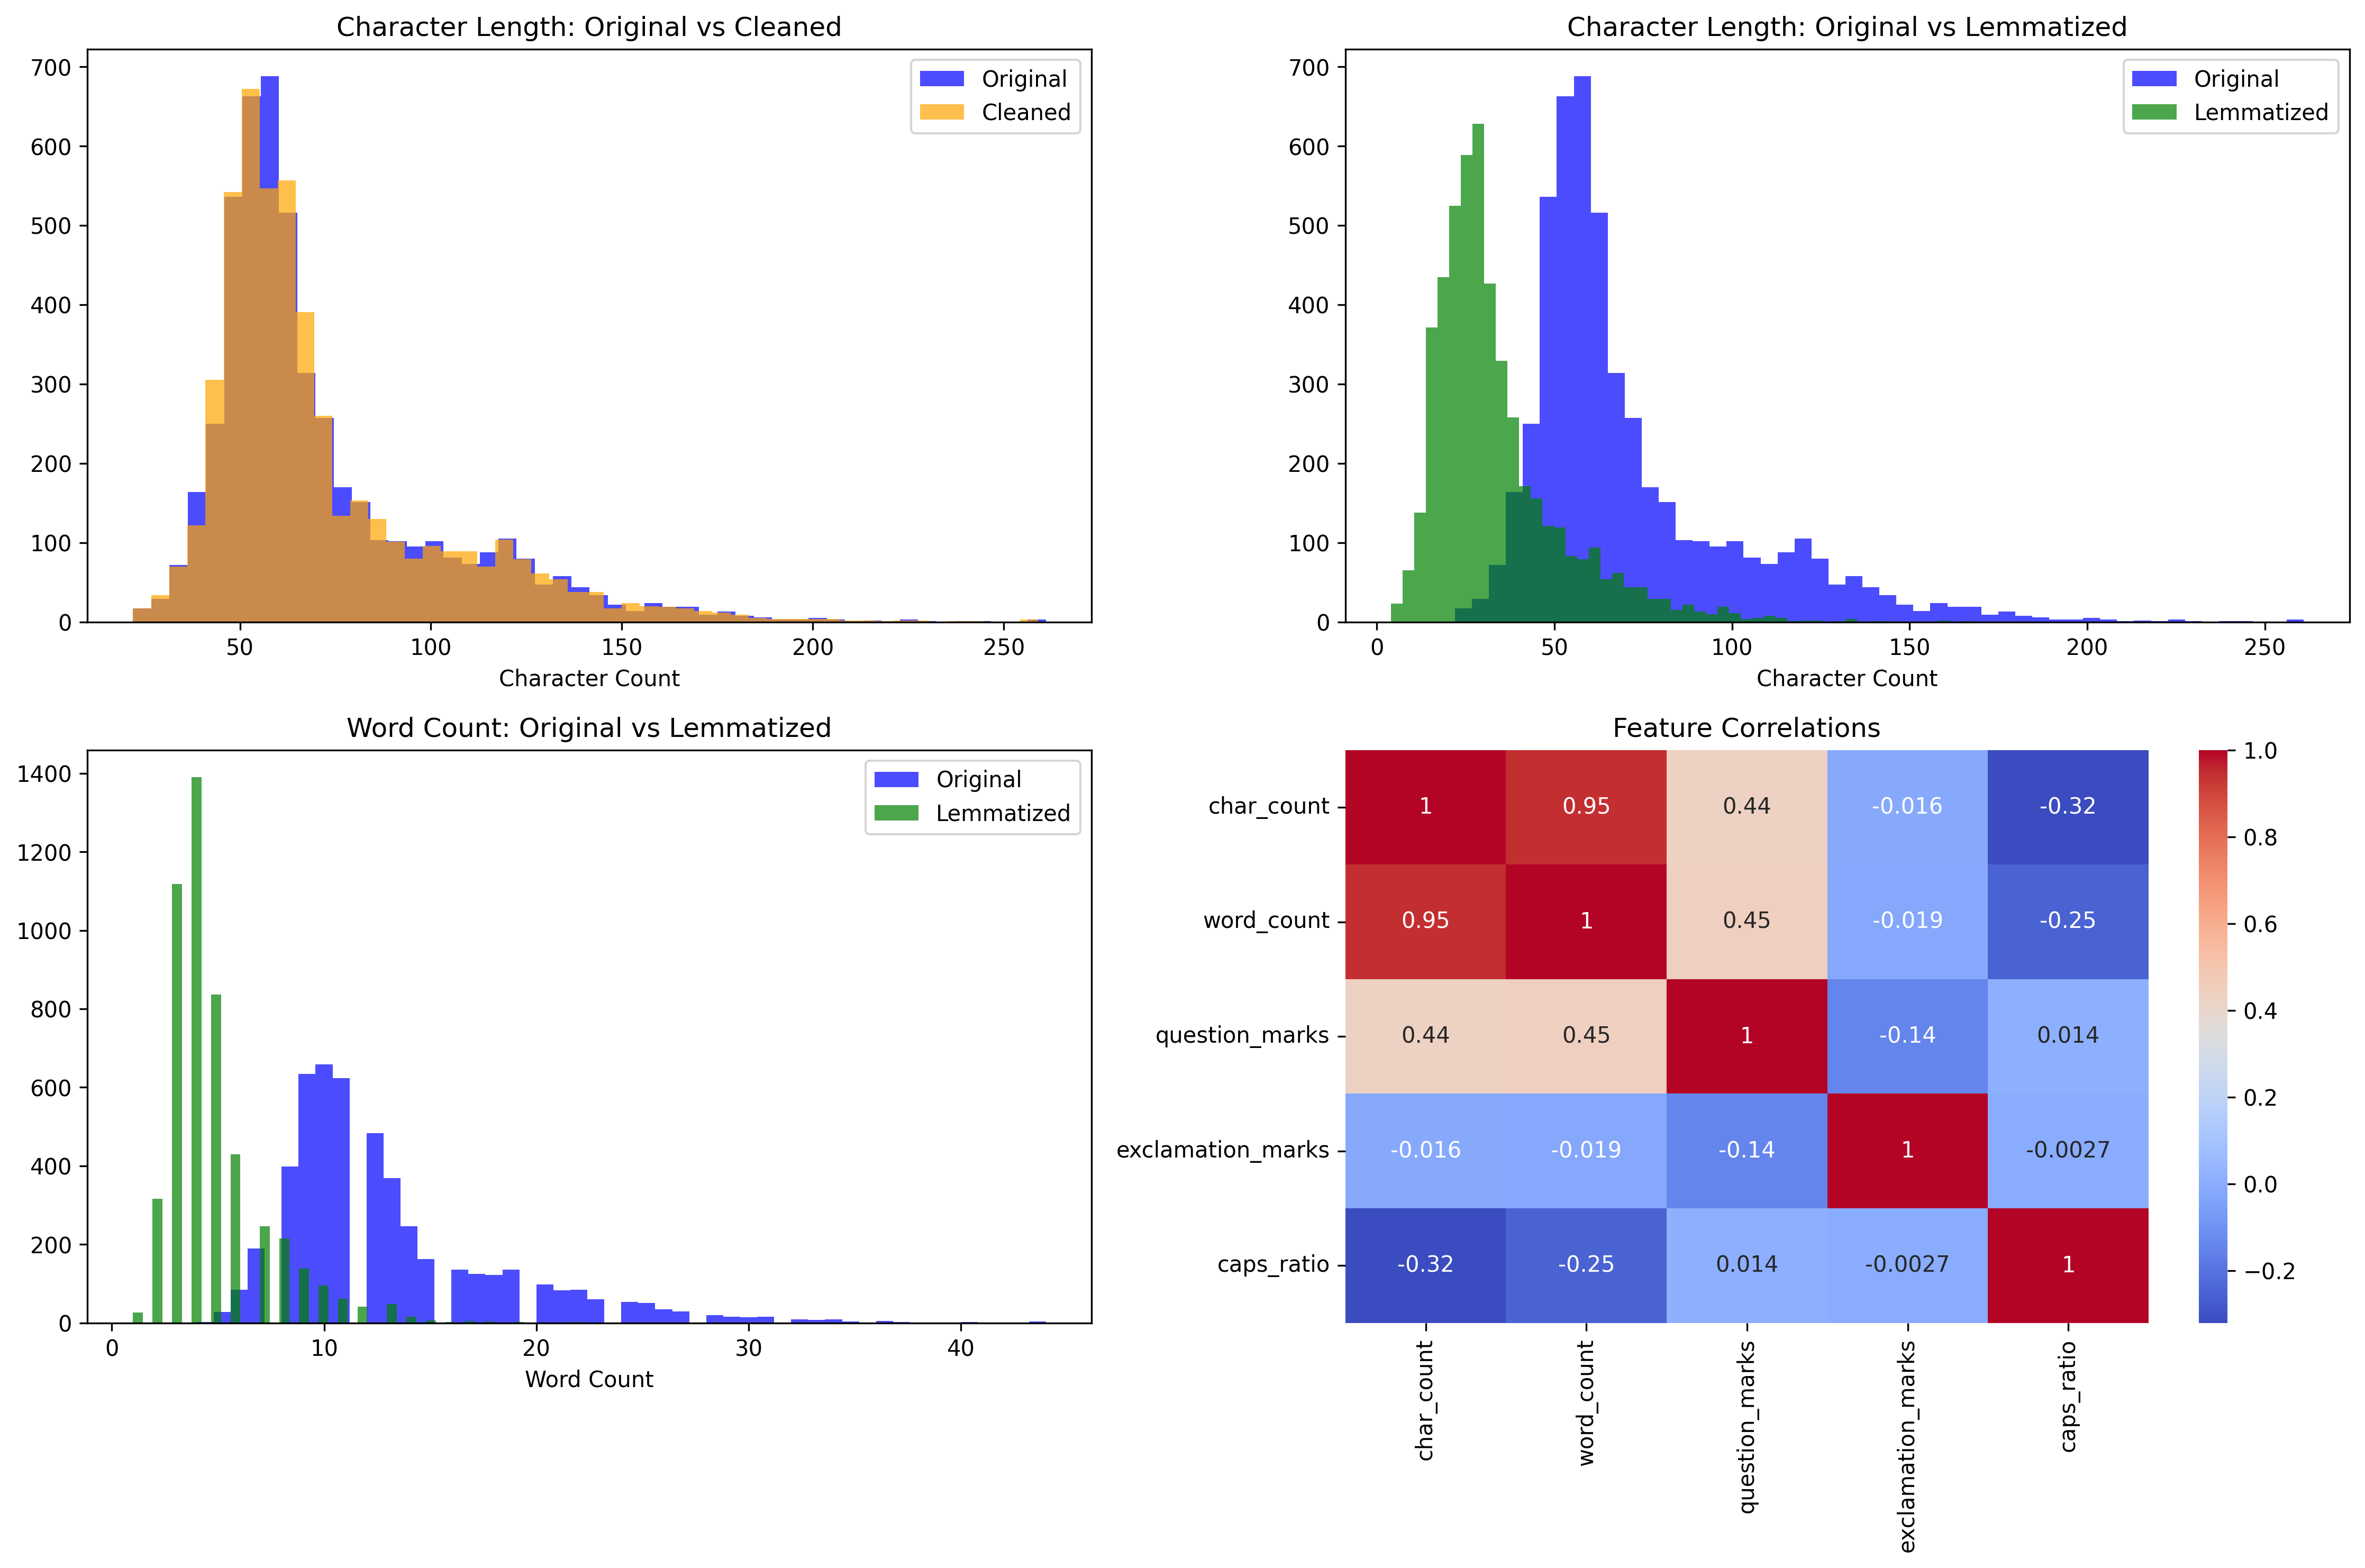 Character Length: Original vs Cleaned
700
600
500
400
300
200
100
0
50 100 150 200 250
Character Count
Original
Cleaned
Character Length: Original vs Lemmatized
700
600
500
400
300
200
100
0
0 50 100 150 200 250
Character Count
Original
Lemmatized
Word Count: Original vs Lemmatized
1400
1200
1000
800
600
400
200
0
0 10 20 30 40
Word Count
Original
Lemmatized
Feature Correlations
char_count 1 0.95 0.44 -0.016 -0.32
word_count 0.95 1 0.45 -0.019 -0.25
question_marks 0.44 0.45 1 -0.14 0.014
exclamation_marks -0.016 -0.019 -0.14 1 -0.0027
caps_ratio -0.32 -0.25 0.014 -0.0027 1
char_count
word_count
question_marks
exclamation_marks
caps_ratio
1.0
0.8
0.6
0.4
0.2
0.0
−0.2